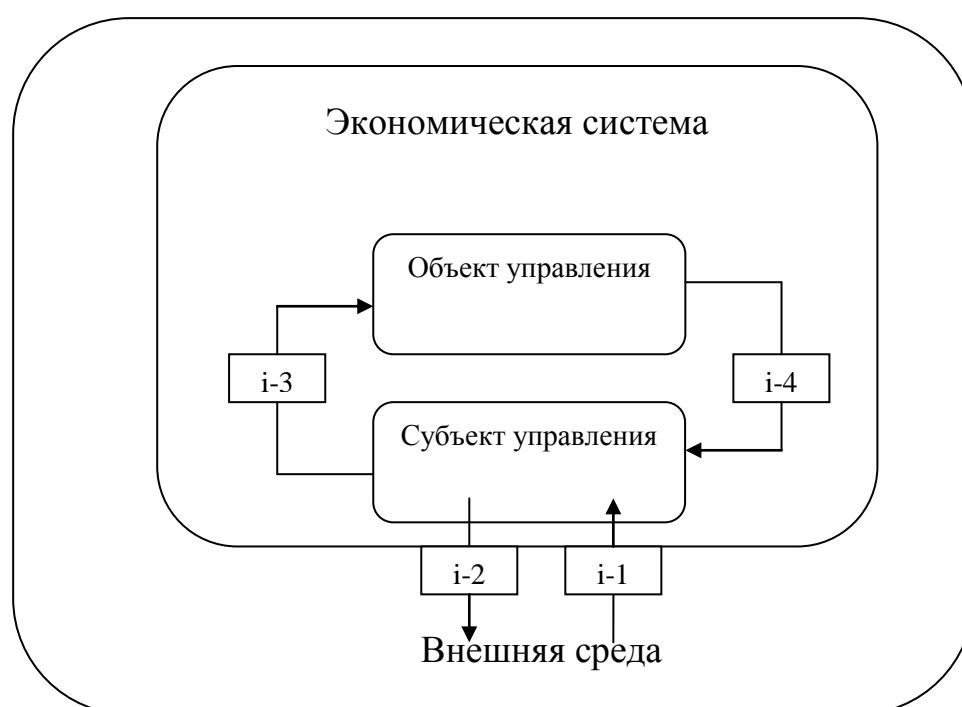 Экономическая система
Объект управления
i-3
i-4
Субъект управления
i-2
i-1
Внешняя среда